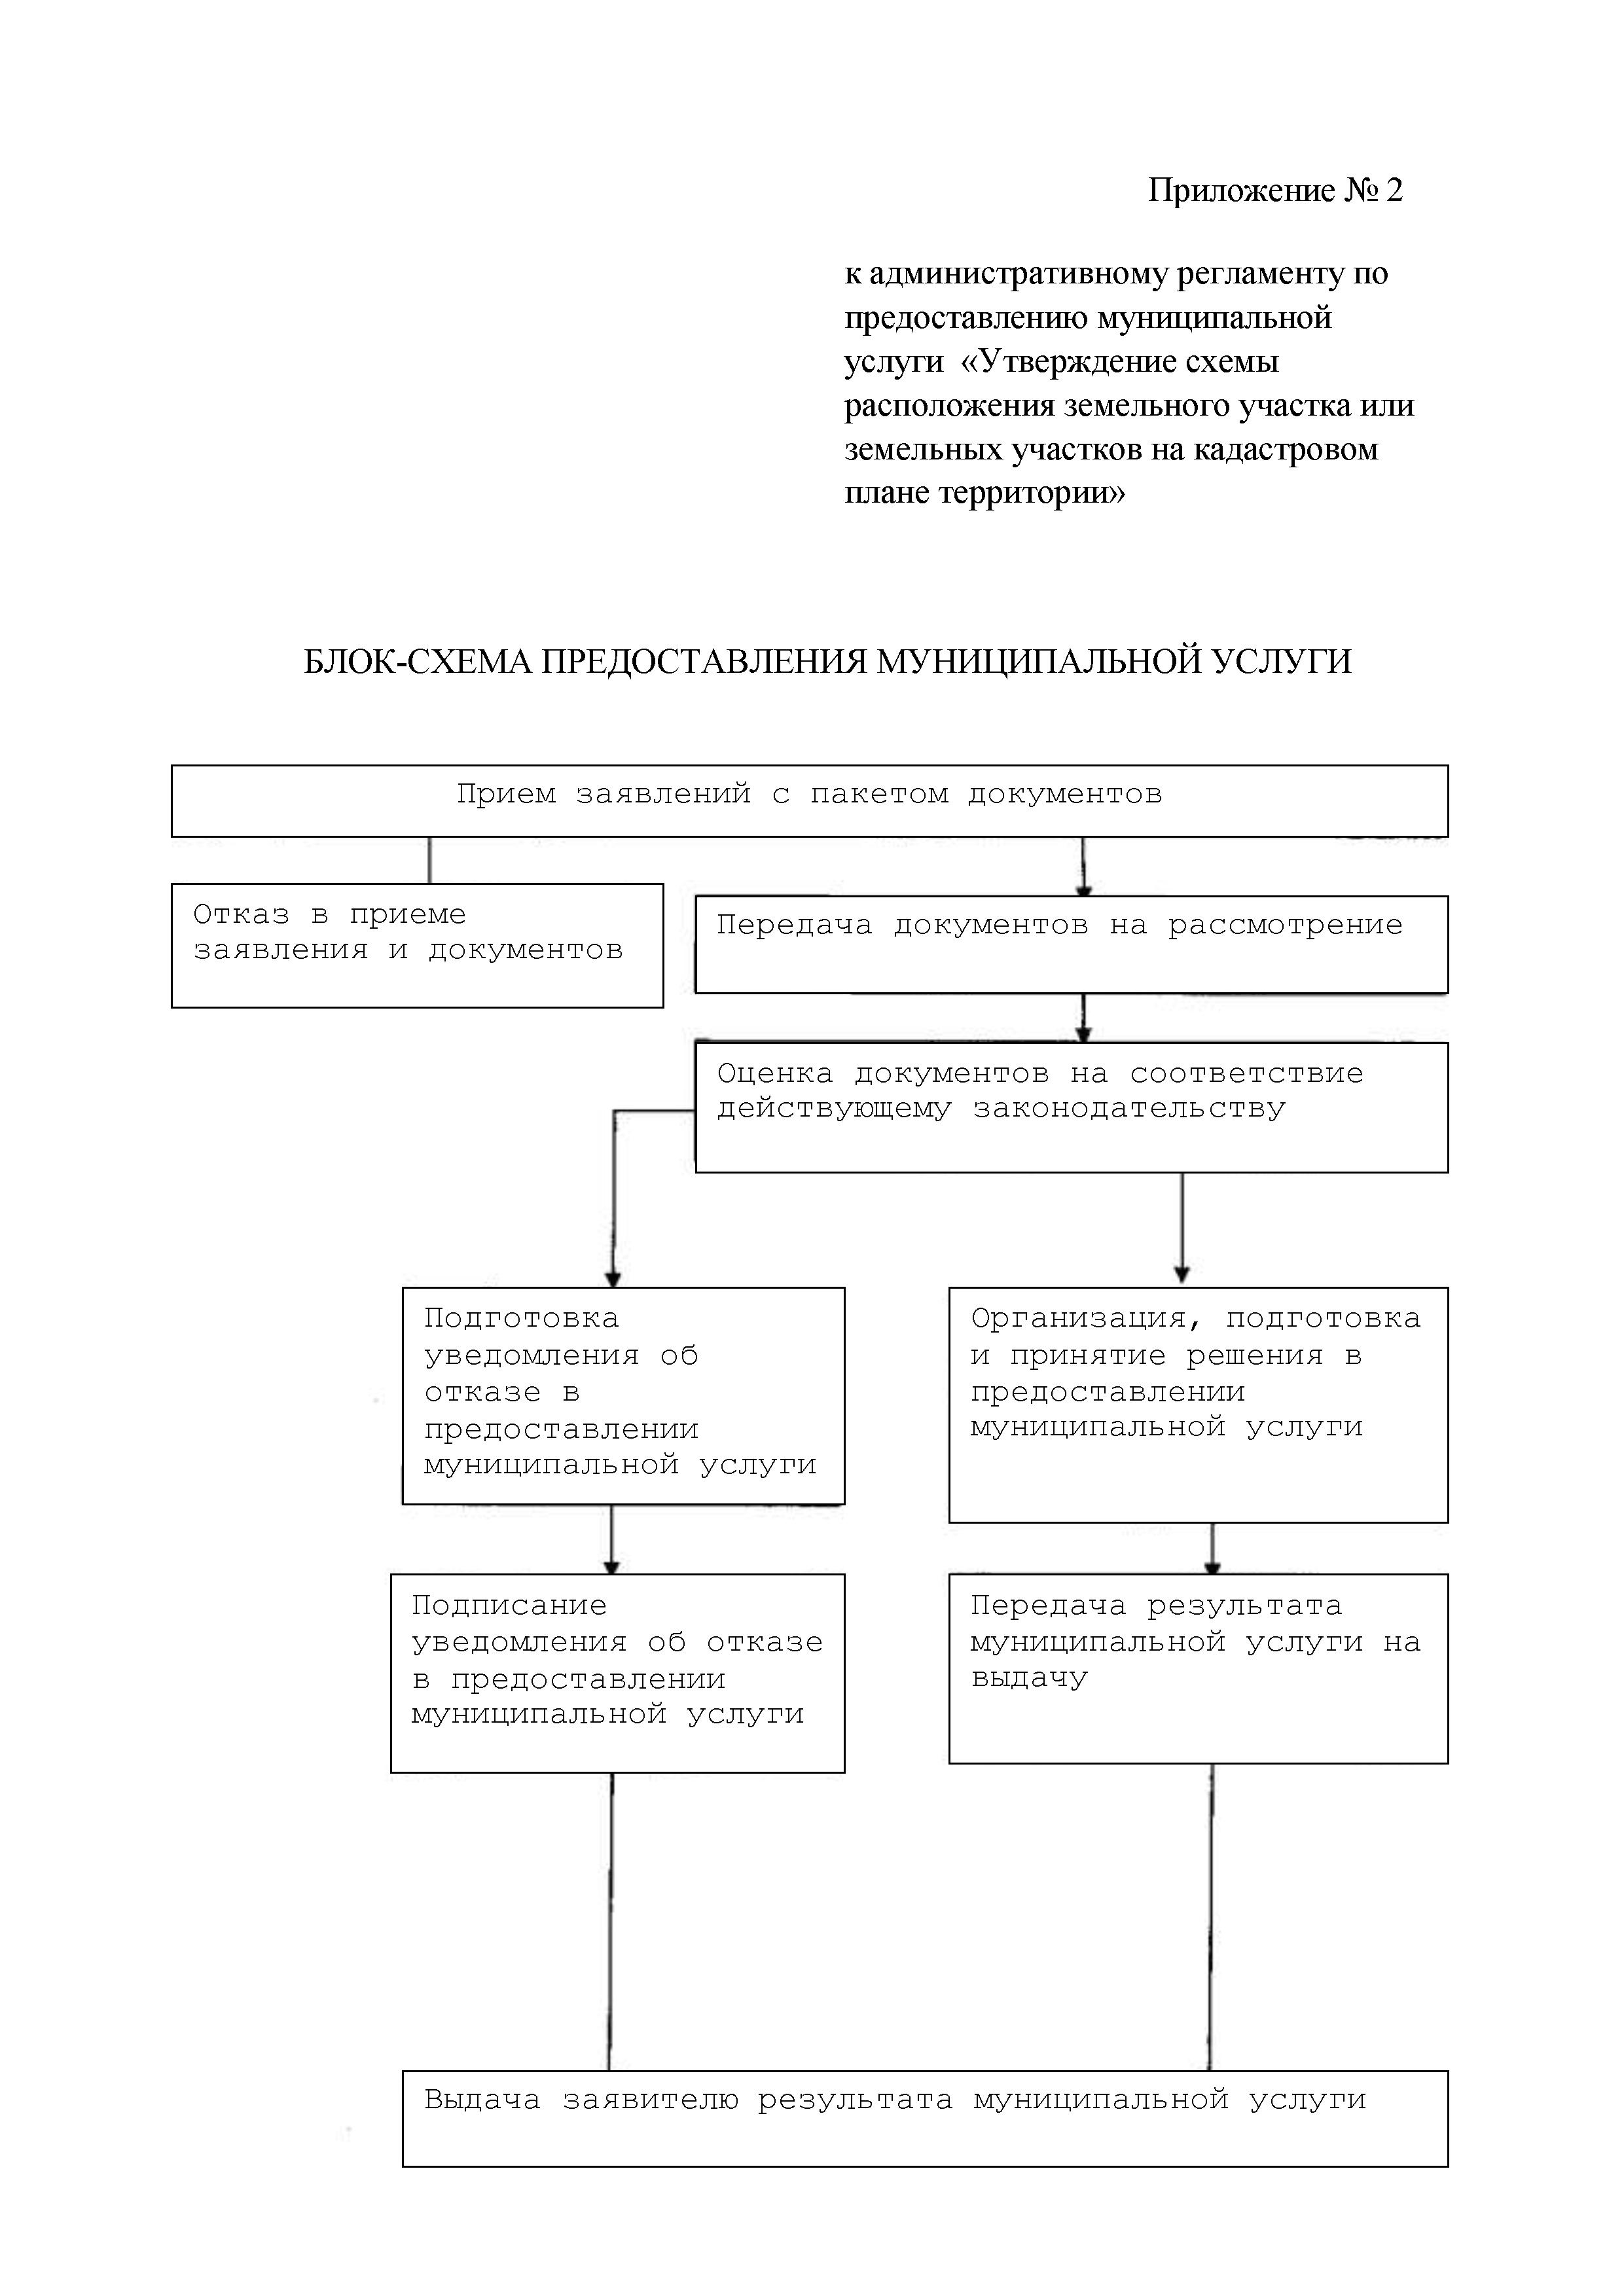 Приложение № 2
к административному регламенту по
предоставлению муниципальной
услуги «Утверждение схемы
расположения земельного участка или
земельных участков на кадастровом
плане территории»
БЛОК-СХЕМА ПРЕДОСТАВЛЕНИЯ МУНИЦИПАЛЬНОЙ УСЛУГИ
Прием заявлений с пакетом документов
Отказ в приеме
заявления и документов
Передача документов на рассмотрение
Оценка документов на соответствие
действующему законодательству
Подготовка
уведомления об
отказе в
предоставлении
муниципальной услуги
Организация, подготовка
и принятие решения в
предоставлении
муниципальной услуги
Подписание
уведомления об отказе
в предоставлении
муниципальной услуги
Передача результата
муниципальной услуги на
выдачу
Выдача заявителю результата муниципальной услуги